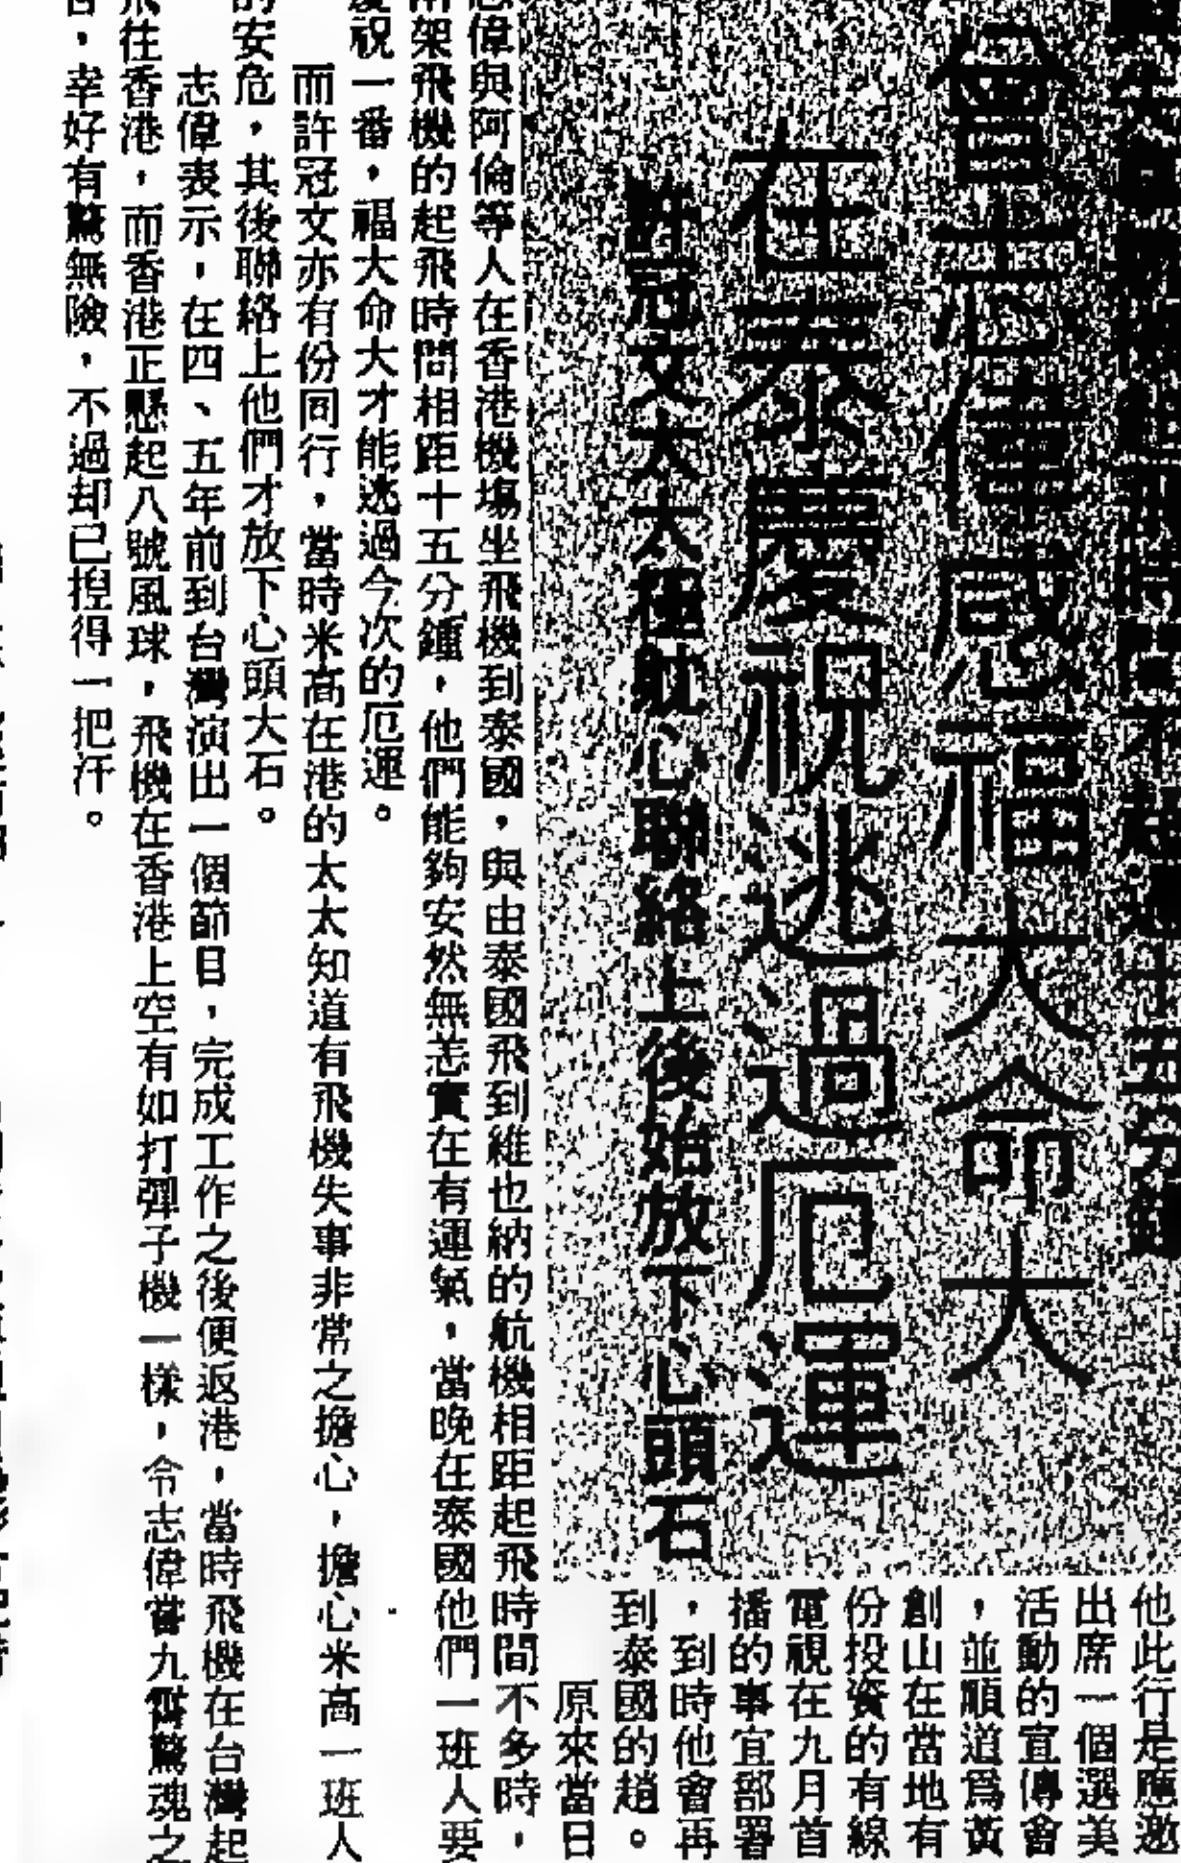 飛時間不超過十五分鐘
曾志偉感福大命大
在泰慶祝逃過厄運
許冠文太太極耽心聯絡上後始放下心頭石
他此行是應邀
出席一個選美
活動的宣傳會
，並順道爲黃
創山在當地有
份投資的有線
電視在九月首
播的事宜部署
，到時他會再
到泰國的趙。
原來當日
志偉與阿倫等人在香港機塲坐飛機到泰國，與由泰國飛到維也納的航機相距起飛時間不多時，
架飛機的起飛時間相距十五分鐘，他們能夠安然無恙實在有運氣，當晚在泰國他們一班人要
慶祝一番，福大命大才能逃過今次的厄運。
而許冠文亦有份同行，當時米高在港的太太知道有飛機失事非常之擔心，擔心米高一班人
的安危，其後聯絡上他們才放下心頭大石。
志偉表示，在四、五年前到台灣演出一個節目，完成工作之後便返港，當時飛機在台灣起
飛往香港，而香港正懸起八號風球，飛機在香港上空有如打彈子機一樣，令志偉嘗九霄驚魂之
，幸好有驚無險，不過却已揑得一把汗。